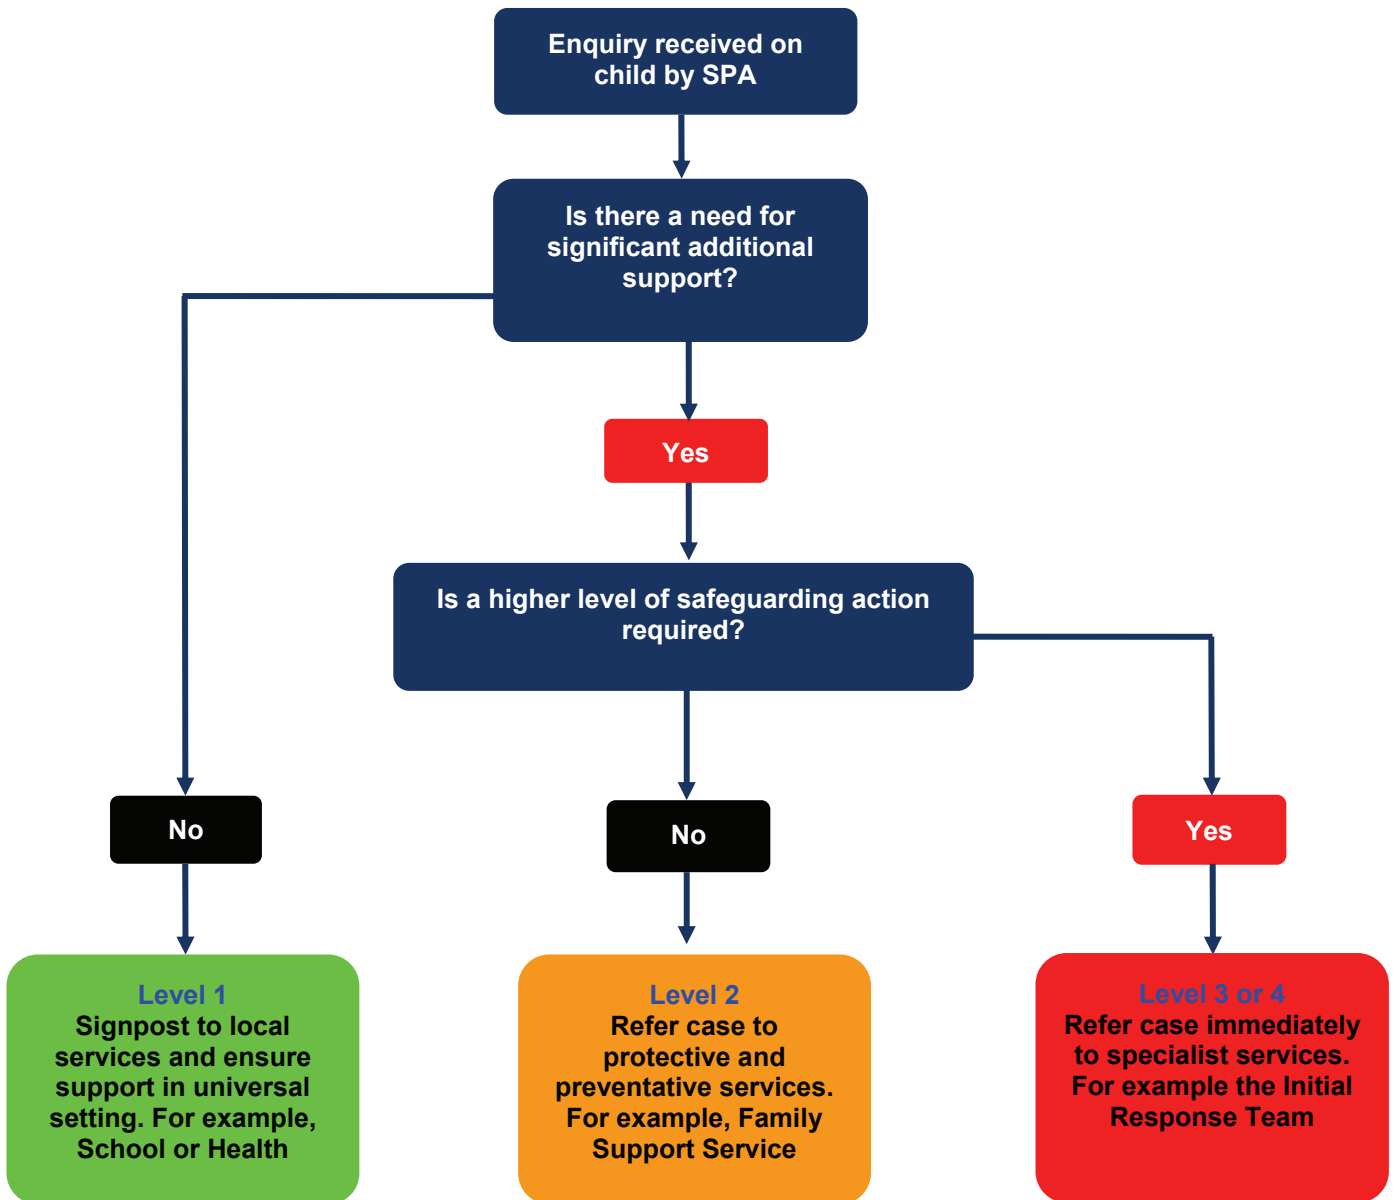 Enquiry received on
child by SPA
Is there a need for
significant additional
support?
Yes
Is a higher level of safeguarding action
required?
No
No
Yes
Level 1
Signpost to local
services and ensure
support in universal
setting. For example,
School or Health
Level 2
Refer case to
protective and
preventative services.
For example, Family
Support Service
Level 3 or 4
Refer case immediately
to specialist services.
For example the Initial
Response Team